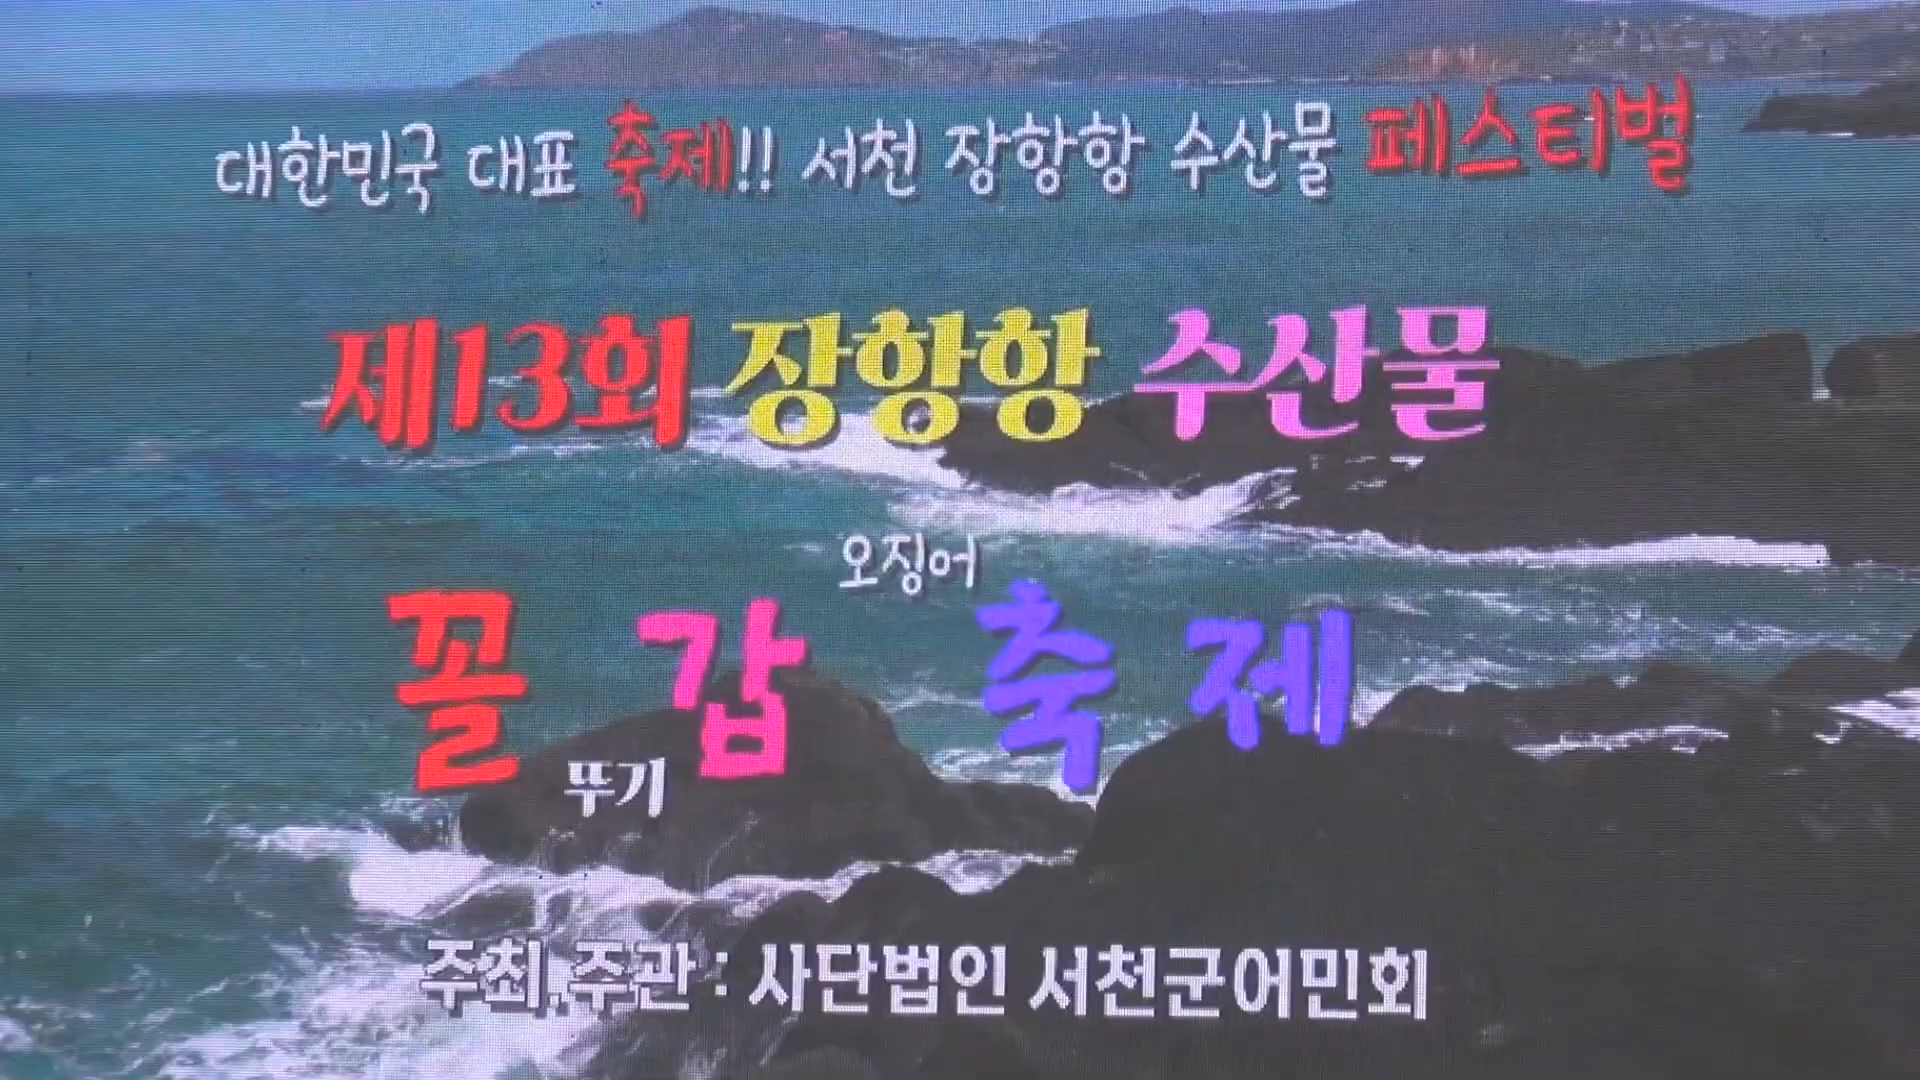 대한민국 대표 축제!! 서천 장항항 수산물 페스티벌
제13회 장항항 수산물
오징어
꼴 갑 축 제
뚜기
주최,주관 : 사단법인 서천군어민회